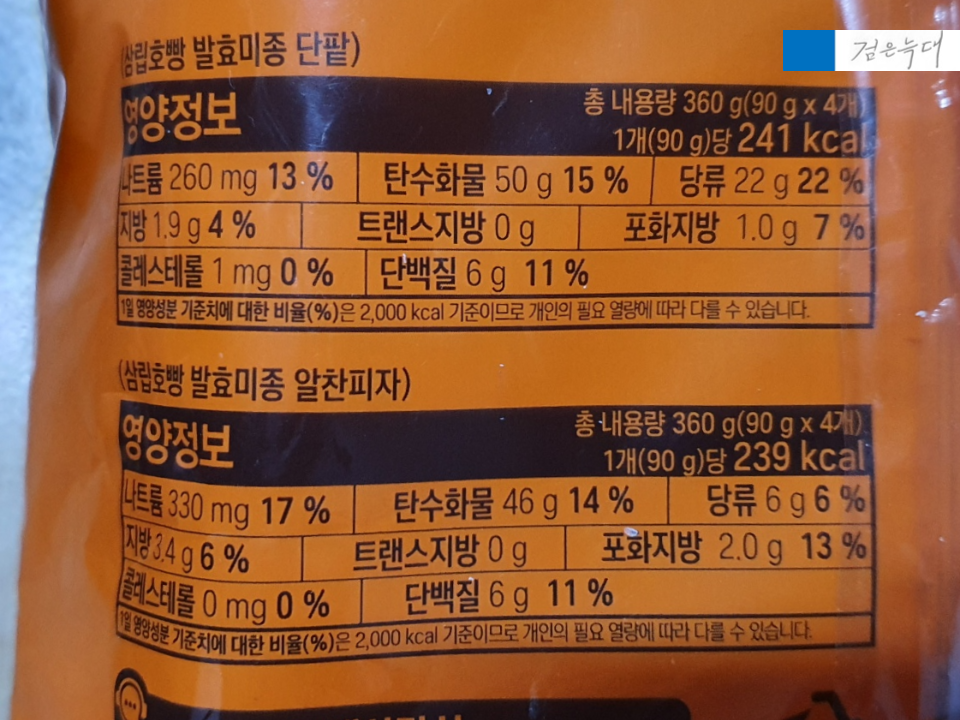 검은늑대
(삼립호빵 발효미종 단팥)
영양정보
총 내용량 360 g(90 g x 4개)
1개(90 g)당 241 kcal
나트륨 260 mg 13 % 탄수화물 50 g 15 % 당류 22 g 22 %
지방 1.9 g 4 % 트랜스지방 0 g 포화지방 1.0 g 7 %
콜레스테롤 1 mg 0 % 단백질 6 g 11 %
1일 영양성분 기준치에 대한 비율(%)은 2,000 kcal 기준이므로 개인의 필요 열량에 따라 다를 수 있습니다.
(삼립호빵 발효미종 알찬피자)
영양정보
총 내용량 360 g(90 g x 4개)
1개(90 g)당 239 kcal
나트륨 330 mg 17 % 탄수화물 46 g 14 % 당류 6 g 6 %
지방 3.4 g 6 % 트랜스지방 0 g 포화지방 2.0 g 13 %
콜레스테롤 0 mg 0 % 단백질 6 g 11 %
1일 영양성분 기준치에 대한 비율(%)은 2,000 kcal 기준이므로 개인의 필요 열량에 따라 다를 수 있습니다.